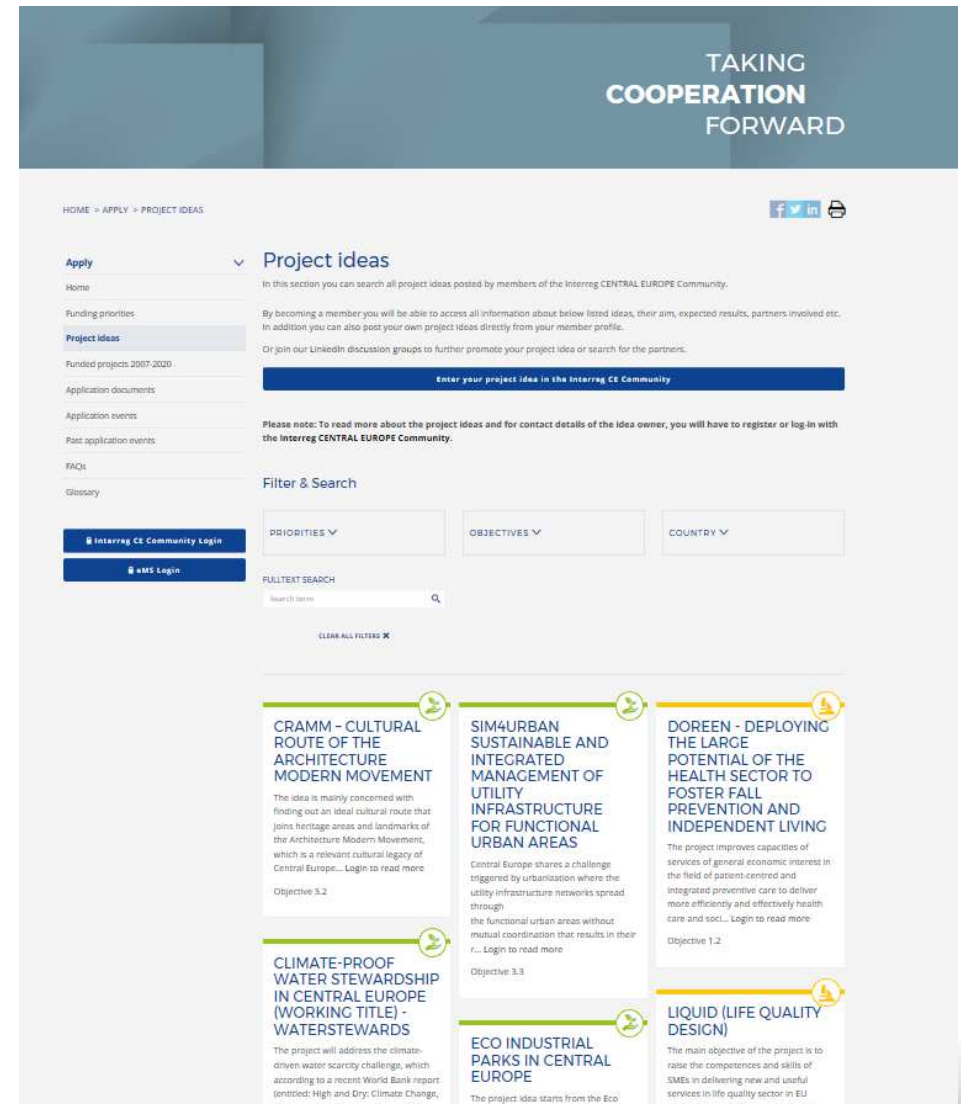 TAKING
COOPERATION
FORWARD
HOME > APPLY > PROJECT IDEAS
Apply
Home
Funding priorities
Project ideas
Funded projects 2007-2020
Application documents
Application events
Past application events
FAQs
Glossary
Interreg CE Community Login
eMS Login
Project ideas
In this section you can search all project ideas posted by members of the Interreg CENTRAL EUROPE Community.
By becoming a member you will be able to access all information about below listed ideas, their aim, expected results, partners involved etc.
In addition you can also post your own project ideas directly from your member profile.
Or join our LinkedIn discussion groups to further promote your project idea or search for the partners.
Enter your project idea in the Interreg CE Community
Please note: To read more about the project ideas and for contact details of the idea owner, you will have to register or log-in with
the Interreg CENTRAL EUROPE Community.
Filter & Search
PRIORITIES
OBJECTIVES
COUNTRY
FULLTEXT SEARCH
Search term
CLEAR ALL FILTERS
CRAMM – CULTURAL
ROUTE OF THE
ARCHITECTURE
MODERN MOVEMENT
The idea is mainly concerned with
finding out an ideal cultural route that
joins heritage areas and landmarks of
the Architecture Modern Movement,
which is a relevant cultural legacy of
Central Europe... Login to read more
Objective 3.2
CLIMATE-PROOF
WATER STEWARDSHIP
IN CENTRAL EUROPE
(WORKING TITLE) -
WATERSTEWARDS
The project will address the climate-
driven water scarcity challenge, which
according to a recent World Bank report
(entitled: High and Dry: Climate Change,
SIM4URBAN
SUSTAINABLE AND
INTEGRATED
MANAGEMENT OF
UTILITY
INFRASTRUCTURE
FOR FUNCTIONAL
URBAN AREAS
Central Europe shares a challenge
triggered by urbanization where the
utility infrastructure networks spread
through
the functional urban areas without
mutual coordination that results in their
r... Login to read more
Objective 3.3
ECO INDUSTRIAL
PARKS IN CENTRAL
EUROPE
The project idea starts from the Eco
DOREEN - DEPLOYING
THE LARGE
POTENTIAL OF THE
HEALTH SECTOR TO
FOSTER FALL
PREVENTION AND
INDEPENDENT LIVING
The project improves capacities of
services of general economic interest in
the field of patient-centred and
integrated preventive care to deliver
more efficiently and effectively health
care and soci... Login to read more
Objective 1.2
LIQUID (LIFE QUALITY
DESIGN)
The main objective of the project is to
raise the competences and skills of
SMEs in delivering new and useful
services in life quality sector in EU